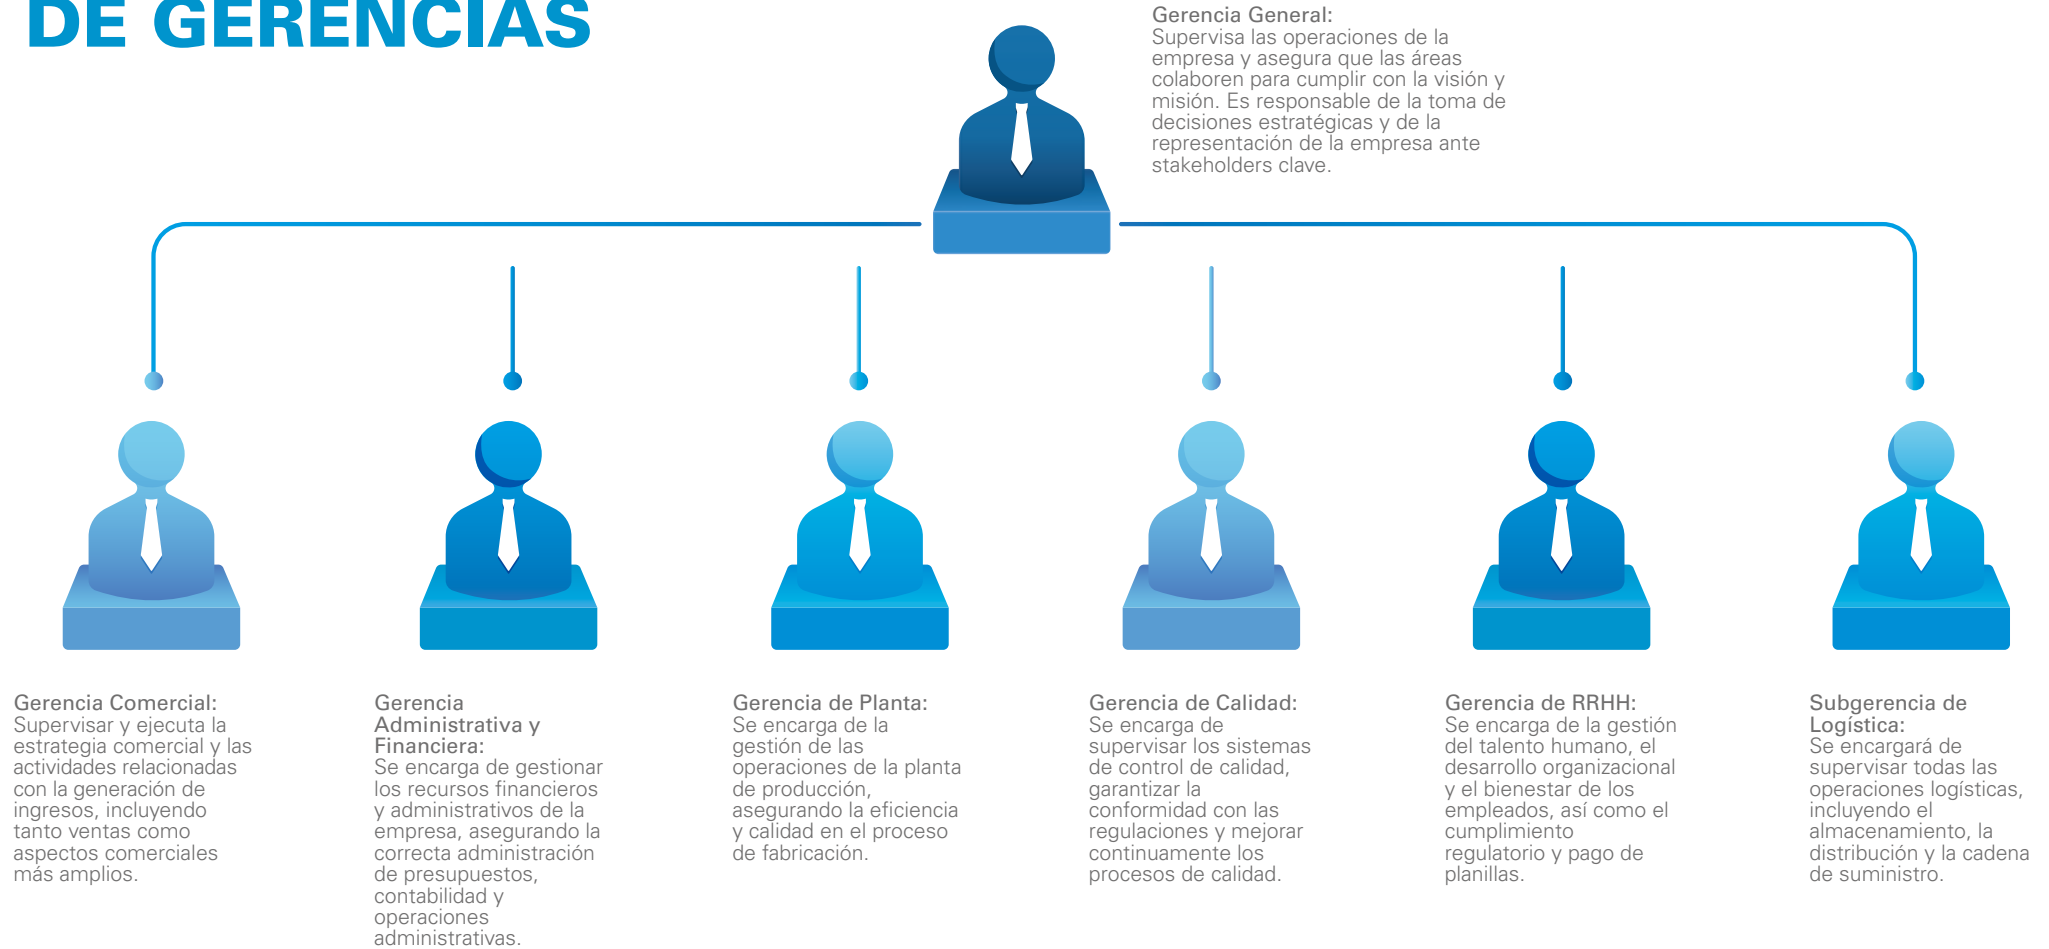 DE GERENCIAS
Gerencia General:
Supervisa las operaciones de la
empresa y asegura que las áreas
colaboren para cumplir con la visión y
misión. Es responsable de la toma de
decisiones estratégicas y de la
representación de la empresa ante
stakeholders clave.
Gerencia Comercial:
Supervisar y ejecuta la
estrategia comercial y las
actividades relacionadas
con la generación de
ingresos, incluyendo
tanto ventas como
aspectos comerciales
más amplios.
Gerencia
Administrativa y
Financiera:
Se encarga de gestionar
los recursos financieros
y administrativos de la
empresa, asegurando la
correcta administración
de presupuestos,
contabilidad y
operaciones
administrativas.
Gerencia de Planta:
Se encarga de la
gestión de las
operaciones de la planta
de producción,
asegurando la eficiencia
y calidad en el proceso
de fabricación.
Gerencia de Calidad:
Se encarga de
supervisar los sistemas
de control de calidad,
garantizar la
conformidad con las
regulaciones y mejorar
continuamente los
procesos de calidad.
Gerencia de RRHH:
Se encarga de la gestión
del talento humano, el
desarrollo organizacional
y el bienestar de los
empleados, así como el
cumplimiento
regulatorio y pago de
planillas.
Subgerencia de
Logística:
Se encargará de
supervisar todas las
operaciones logísticas,
incluyendo el
almacenamiento, la
distribución y la cadena
de suministro.